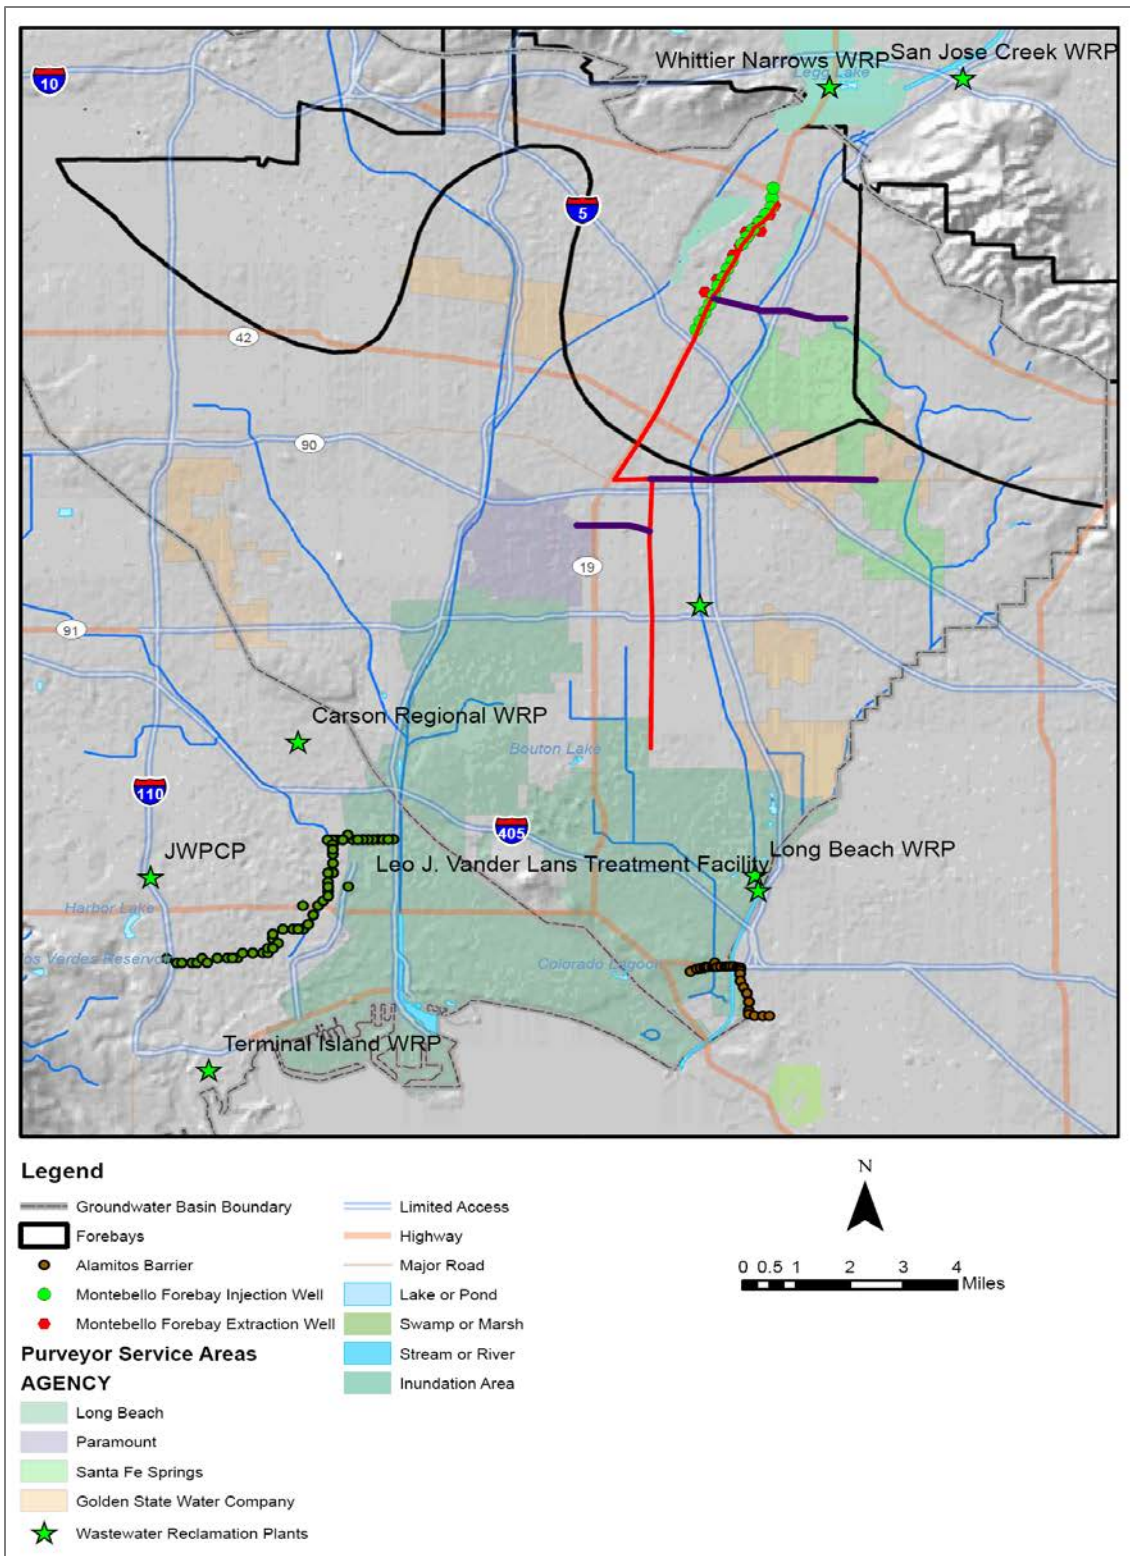 Whittier Narrows WRP
San Jose Creek WRP
Legg Lake
10
5
42
90
19
91
Carson Regional WRP
Bouton Lake
110
405
JWPCP
Leo J. Vander Lans Treatment Facility
Long Beach WRP
Harbor Lake
os Verdes Reservo
Colorado Lagoon
Terminal Island WRP
Legend
Groundwater Basin Boundary
Forebays
Alamitos Barrier
Montebello Forebay Injection Well
Montebello Forebay Extraction Well
Purveyor Service Areas
AGENCY
Long Beach
Paramount
Santa Fe Springs
Golden State Water Company
Wastewater Reclamation Plants
Limited Access
Highway
Major Road
Lake or Pond
Swamp or Marsh
Stream or River
Inundation Area
N
0 0.5 1 2 3 4
Miles